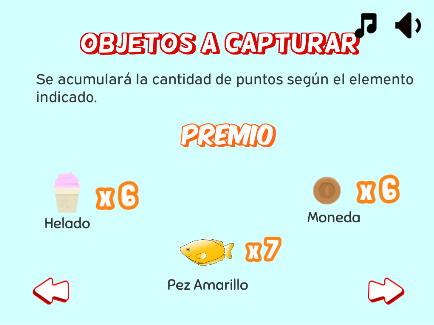 OBJETOS A CAPTURAR
Se acumulará la cantidad de puntos según el elemento
indicado.
PREMIO
x6
Helado
x6
Moneda
x7
Pez Amarillo